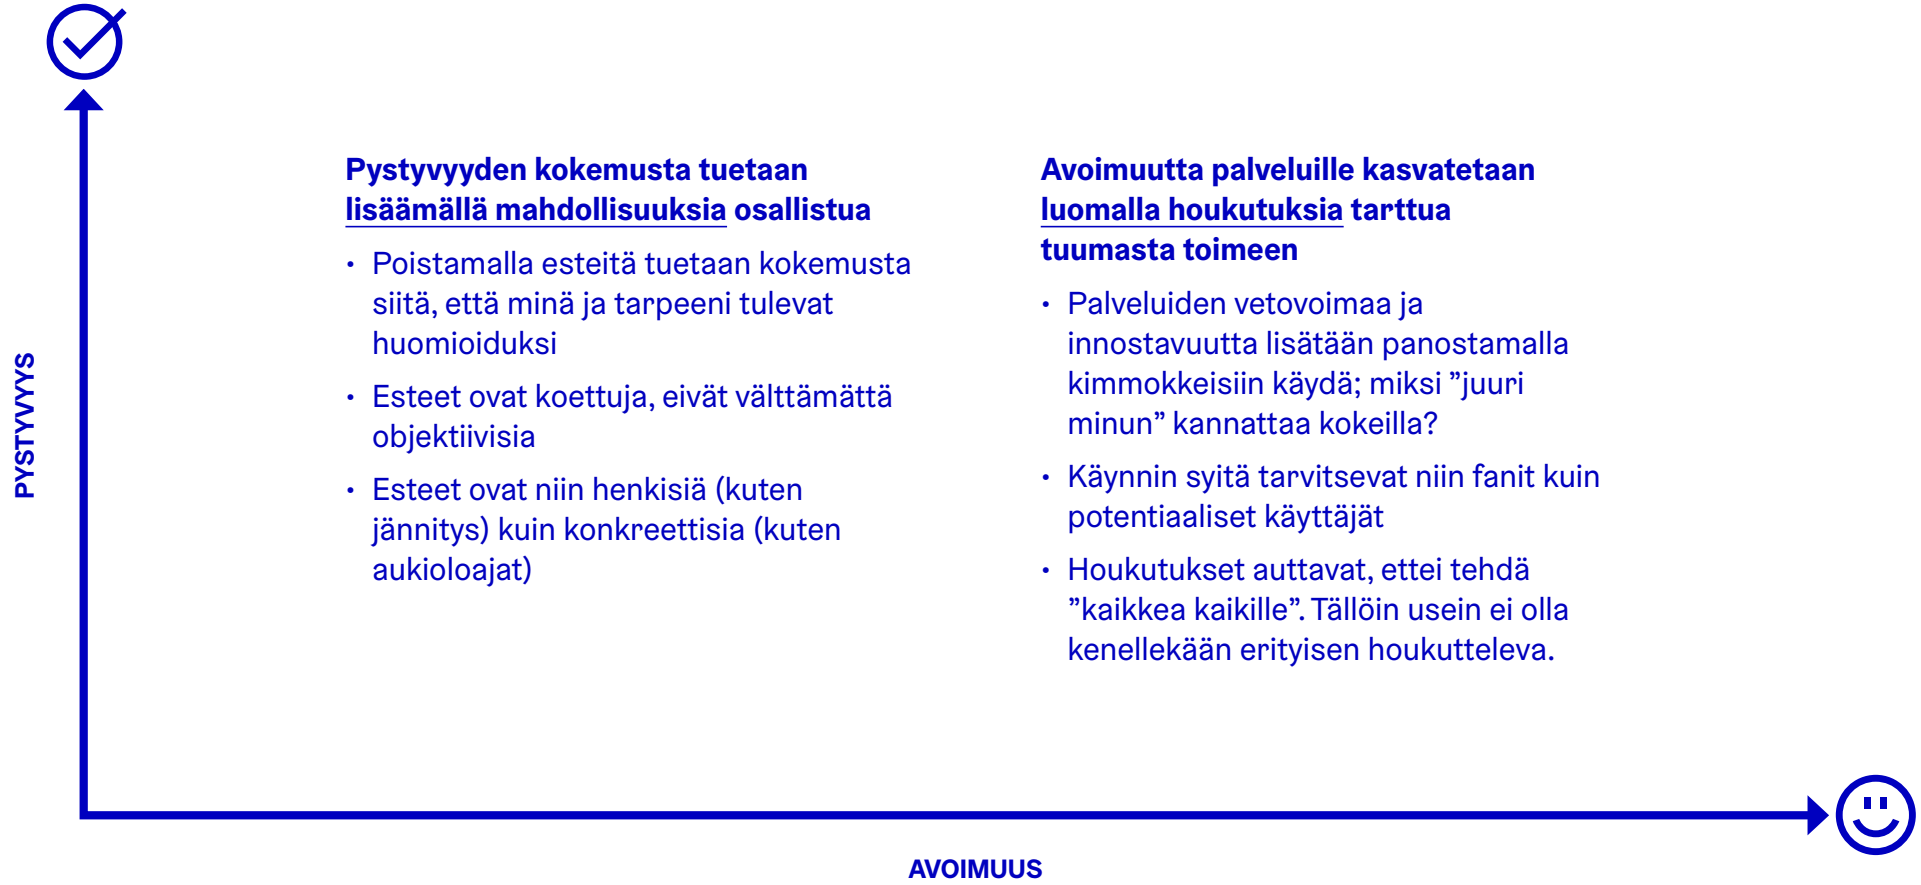 Pystyvyyden kokemusta tuetaan
lisäämällä mahdollisuuksia osallistua
• Poistamalla esteitä tuetaan kokemusta
siitä, että minä ja tarpeeni tulevat
huomioiduksi
• Esteet ovat koettuja, eivät välttämättä
objektiivisia
• Esteet ovat niin henkisiä (kuten
jännitys) kuin konkreettisia (kuten
aukioloajat)
Avoimuutta palveluille kasvatetaan
luomalla houkutuksia tarttua
tuumasta toimeen
• Palveluiden vetovoimaa ja
innostavuutta lisätään panostamalla
kimmokkeisiin käydä; miksi ”juuri
minun” kannattaa kokeilla?
• Käynnin syitä tarvitsevat niin fanit kuin
potentiaaliset käyttäjät
• Houkutukset auttavat, ettei tehdä
”kaikkea kaikille”. Tällöin usein ei olla
kenellekään erityisen houkutteleva.
PYSTYVYYS
AVOIMUUS